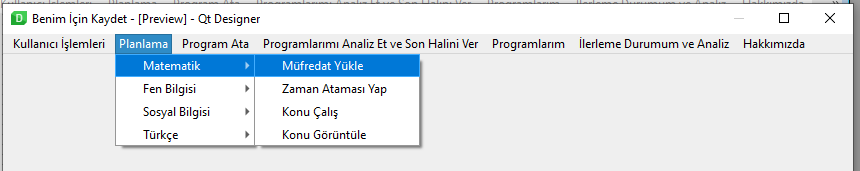 Benim İçin Kaydet - [Preview] - Qt Designer
Kullanıcı İşlemleri Planlama Program Ata Programlarımı Analiz Et ve Son Halini Ver Programlarım İlerleme Durumum ve Analiz Hakkımızda
Matematik Müfredat Yükle
Fen Bilgisi Zaman Ataması Yap
Sosyal Bilgisi Konu Çalış
Türkçe Konu Görüntüle